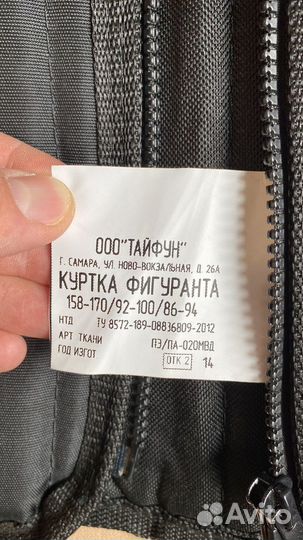 ООО"ТАЙФУН"
Г. САМАРА, УЛ. НОВО-ВОКЗАЛЬНАЯ, Д. 26А
КУРТКА ФИГУРАНТА
158-170/92-100/86-94
НТД ТУ 8572-189-08836809-2012
АРТ ТКАНИ ПЭ/ПА-020МВД
ГОД ИЗГОТ ОТК 2 14
Avito